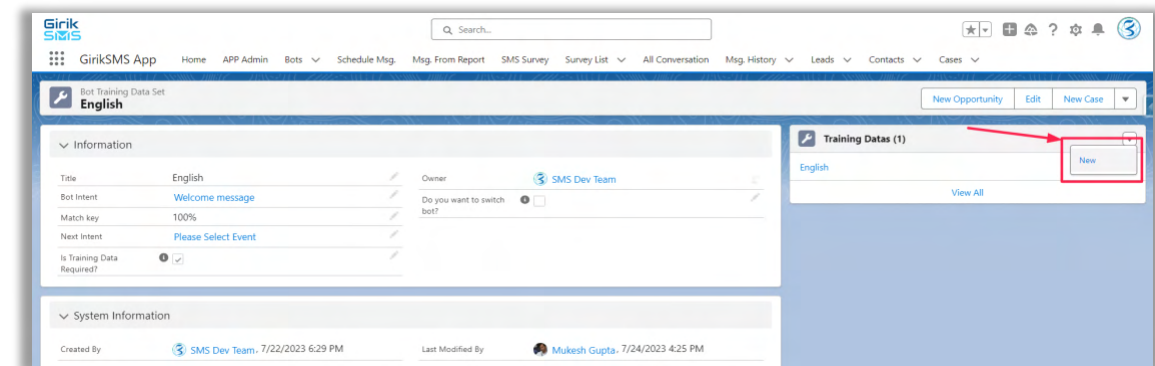 Girik
SMS
Search...
GirikSMS App Home APP Admin Bots Schedule Msg. Msg. From Report SMS Survey Survey List All Conversation Msg. History Leads Contacts Cases
Bot Training Data Set
English
New Opportunity Edit New Case
Information
Title English
Owner SMS Dev Team
Bot Intent Welcome message
Do you want to switch
bot?
Match key 100%
Next Intent Please Select Event
Is Training Data
Required?
System Information
Created By SMS Dev Team, 7/22/2023 6:29 PM
Last Modified By Mukesh Gupta, 7/24/2023 4:25 PM
Training Datas (1)
New
English
View All